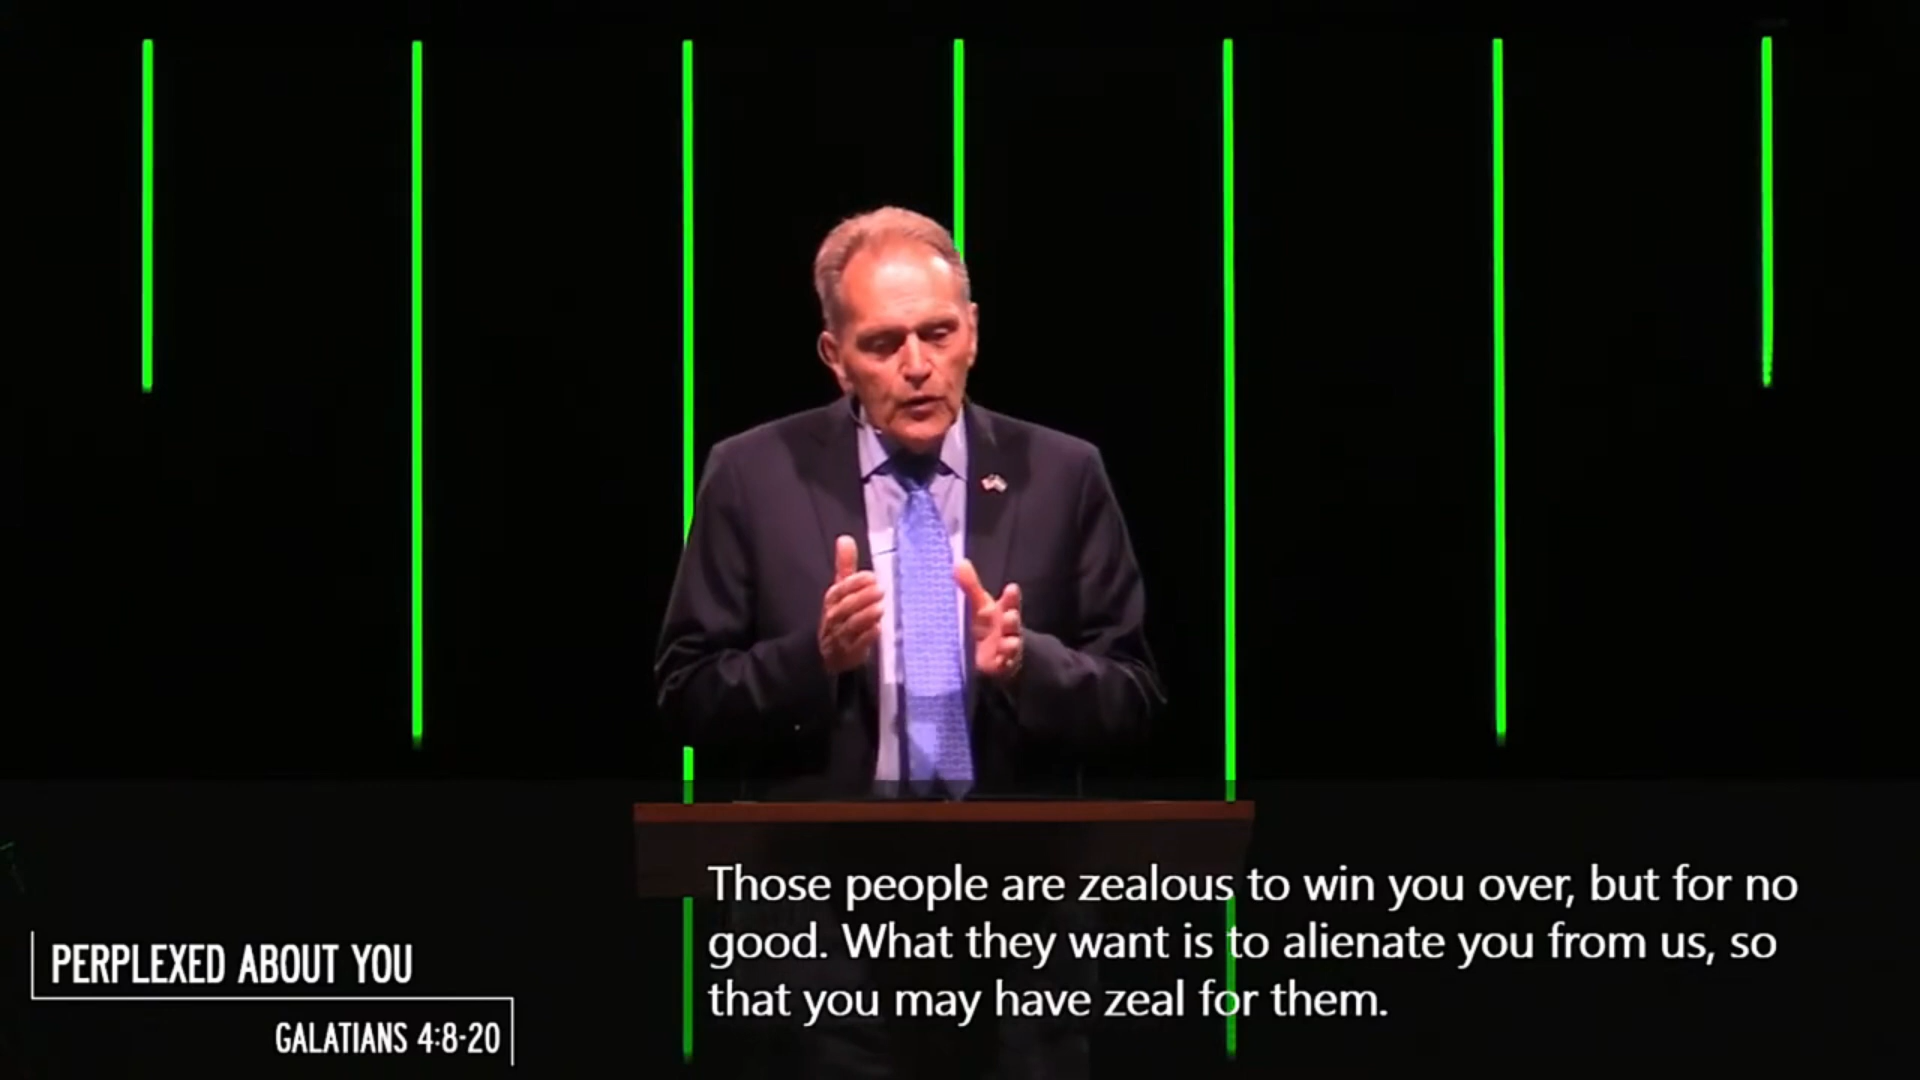 Those people are zealous to win you over, but for no
good. What they want is to alienate you from us, so
that you may have zeal for them.
PERPLEXED ABOUT YOU
GALATIANS 4:8-20